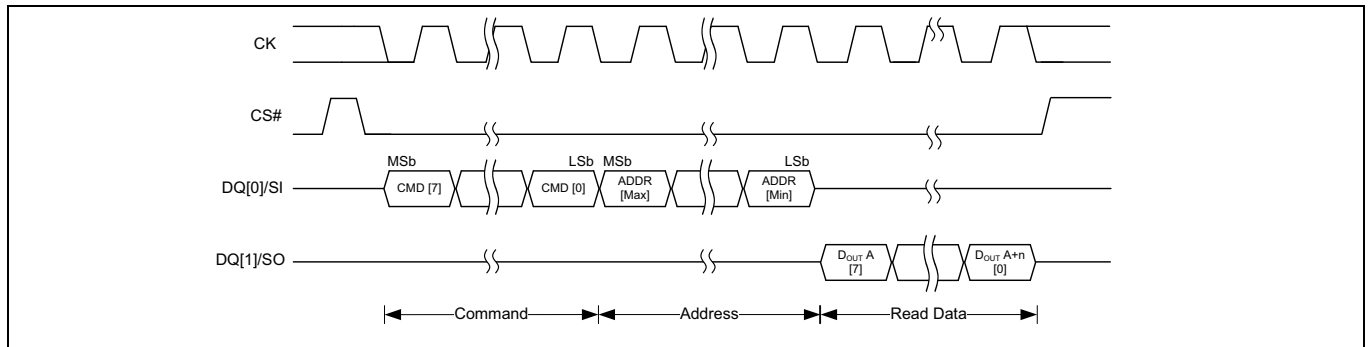 CK
CS#
MSb LSb MSb LSb
DQ[0]/SI CMD [7] CMD [0] ADDR [Max] ADDR [Min]
DQ[1]/SO DOUT A [7] DOUT A+n [0]
Command Address Read Data